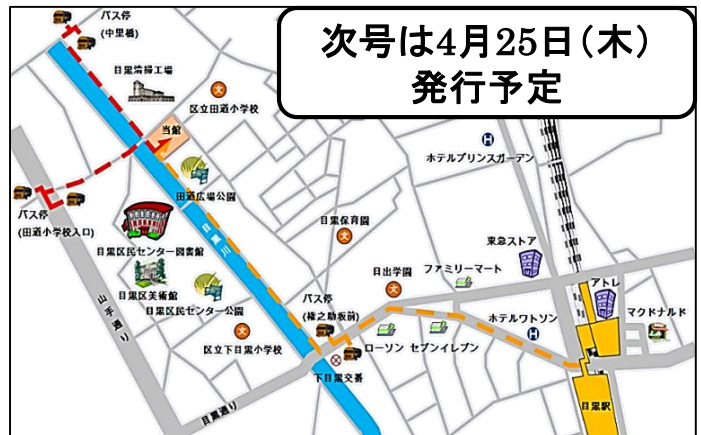 次号は4月25日(木)
発行予定
バス停
(中里橋)
目黒清掃工場
区立田道小学校
当館
ホテルプリンスガーデン
田道広場公園
バス停
(田道小学校入口)
目黒区民センター図書館
目黒川
目黒保育園
東急ストア
目黒区美術館
目黒区民センター公園
日出学園
ファミリーマート
アトレ
山手通り
バス停
(権之助坂前)
ホテルワトソン
マクドナルド
区立下目黒小学校
ローソン
セブンイレブン
下目黒交番
目黒通り
目黒駅
文
文
文
文
H
H